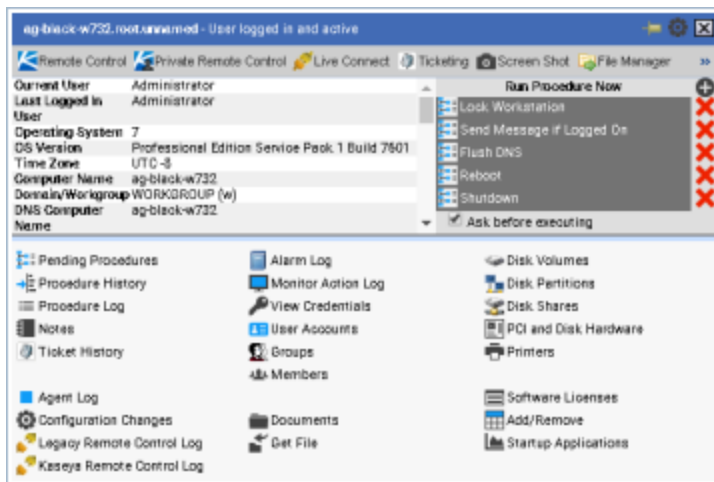 ag-black-w732.root.unnamed - User logged in and active
Remote Control Private Remote Control Live Connect Ticketing Screen Shot File Manager »
Current User Administrator
Last Logged In User Administrator
Operating System 7
OS Version Professional Edition Service Pack 1 Build 7601
Time Zone UTC -8
Computer Name ag-black-w732
Domain/Workgroup WORKGROUP (w)
DNS Computer Name ag-black-w732
Run Procedure Now
Lock Workstation
Send Message if Logged On
Flush DNS
Reboot
Shutdown
Ask before executing
Pending Procedures
Procedure History
Procedure Log
Notes
Ticket History
Agent Log
Configuration Changes
Legacy Remote Control Log
Kaseya Remote Control Log
Alarm Log
Monitor Action Log
View Credentials
User Accounts
Groups
Members
Documents
Get File
Disk Volumes
Disk Partitions
Disk Shares
PCI and Disk Hardware
Printers
Software Licenses
Add/Remove
Startup Applications